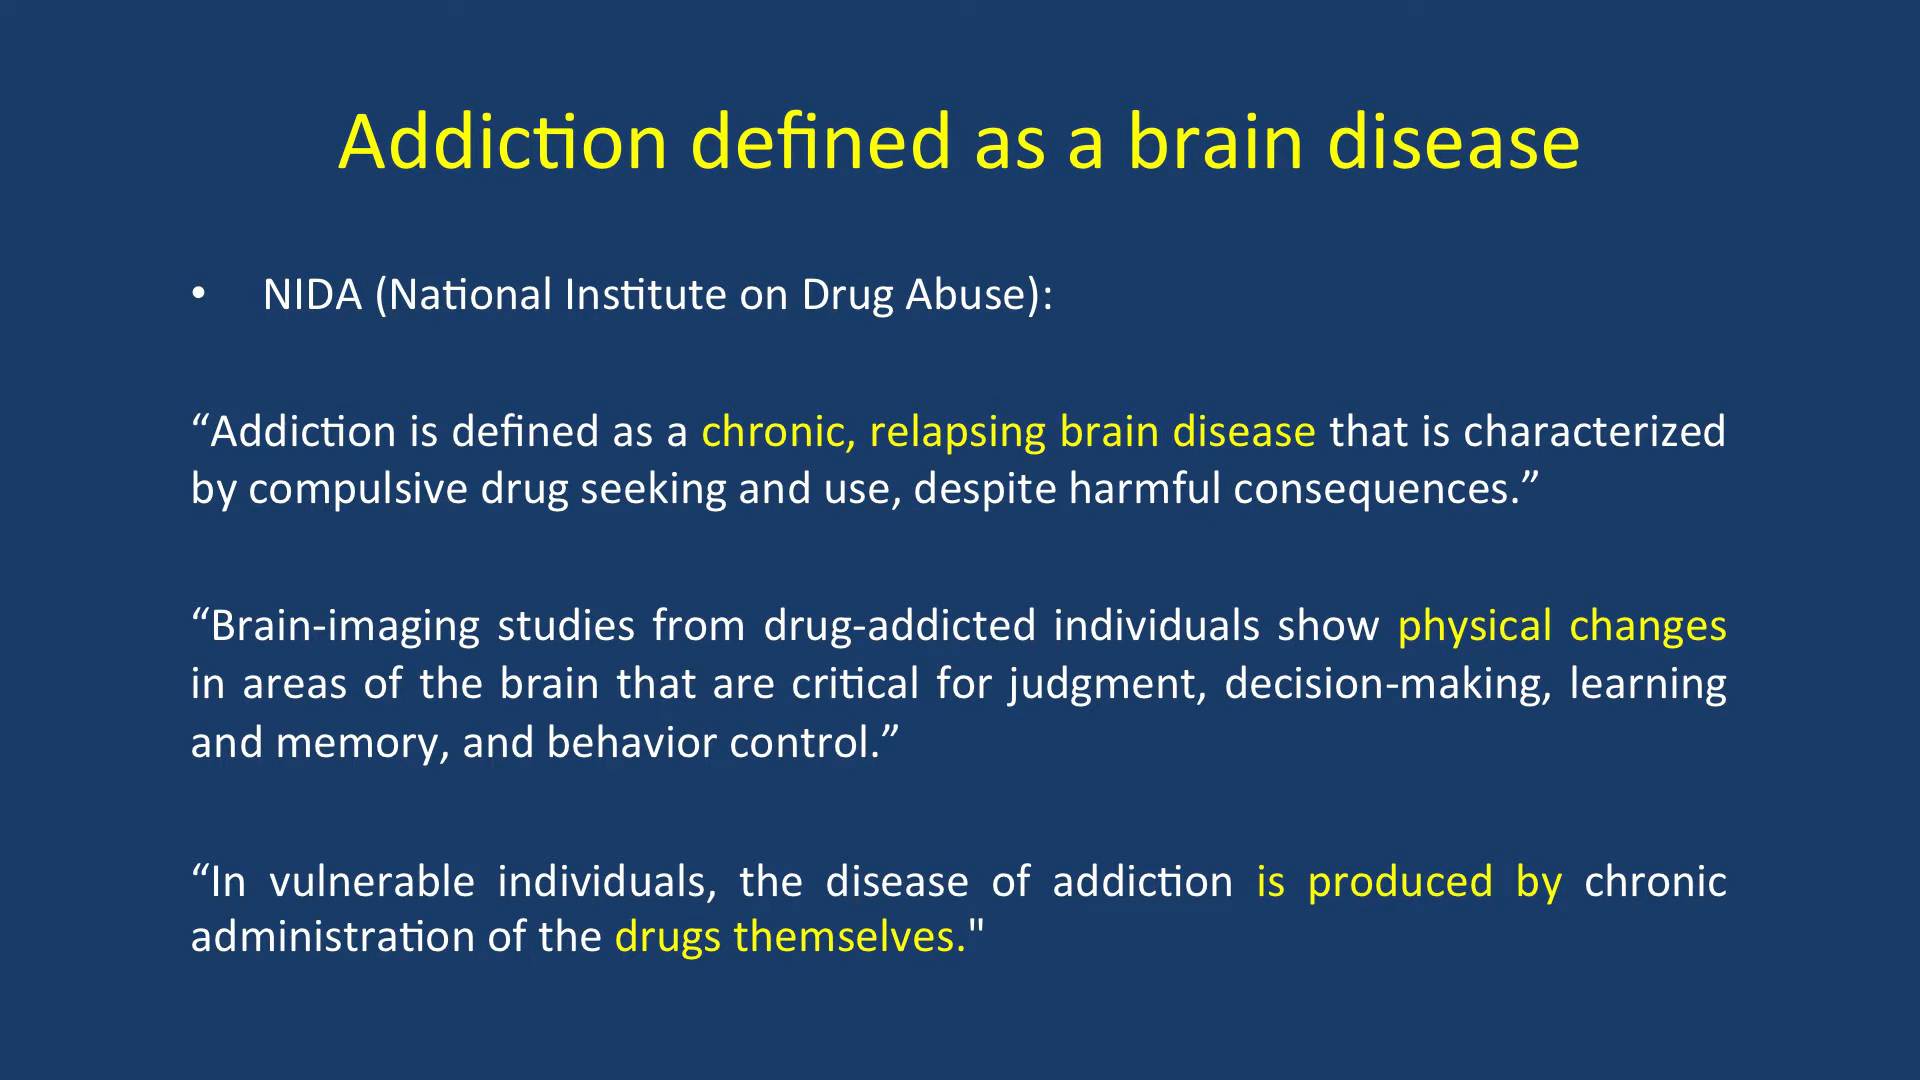 Addiction defined as a brain disease
• NIDA (National Institute on Drug Abuse):
“Addiction is defined as a chronic, relapsing brain disease that is characterized
by compulsive drug seeking and use, despite harmful consequences.”
“Brain-imaging studies from drug-addicted individuals show physical changes
in areas of the brain that are critical for judgment, decision-making, learning
and memory, and behavior control.”
“In vulnerable individuals, the disease of addiction is produced by chronic
administration of the drugs themselves."